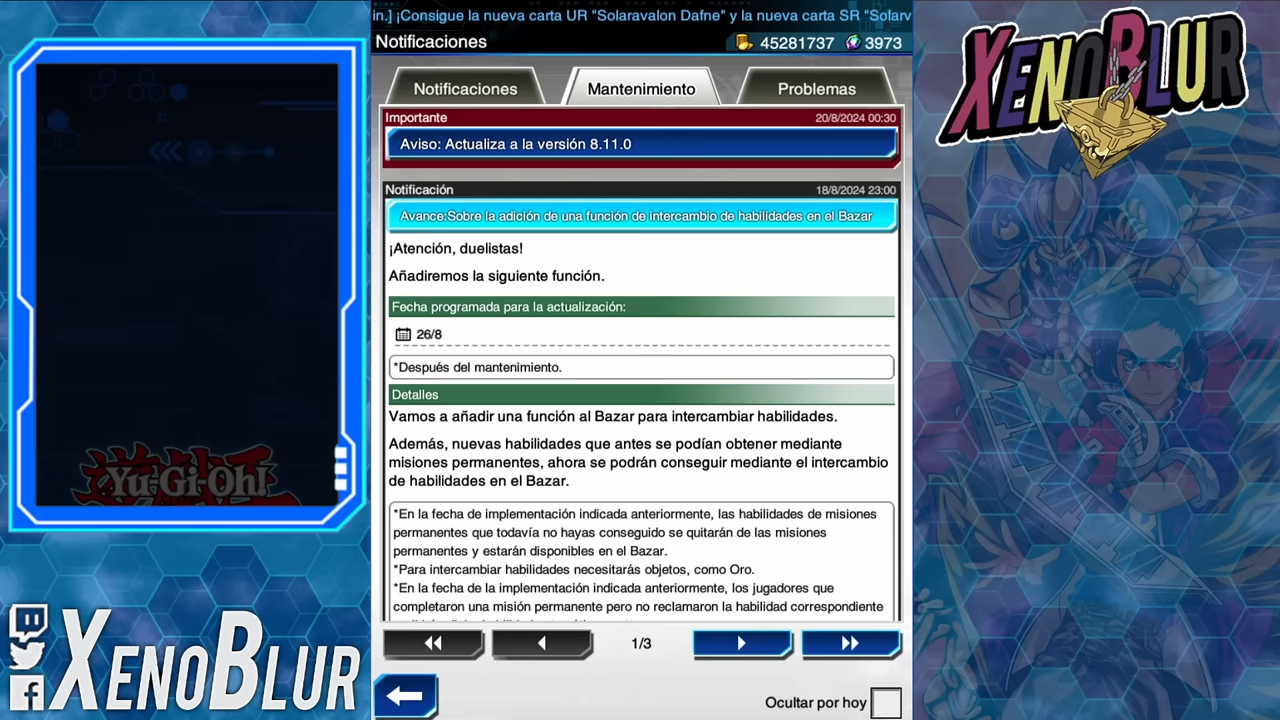 in.] ¡Consigue la nueva carta UR "Solaravalon Dafne" y la nueva carta SR "Solarv
Notificaciones
45281737
3973
Notificaciones
Mantenimiento
Problemas
Importante
20/8/2024 00:30
Aviso: Actualiza a la versión 8.11.0
Notificación
18/8/2024 23:00
Avance:Sobre la adición de una función de intercambio de habilidades en el Bazar
¡Atención, duelistas!
Añadiremos la siguiente función.
Fecha programada para la actualización:
26/8
*Después del mantenimiento.
Detalles
Vamos a añadir una función al Bazar para intercambiar habilidades.
Además, nuevas habilidades que antes se podían obtener mediante
misiones permanentes, ahora se podrán conseguir mediante el intercambio
de habilidades en el Bazar.
*En la fecha de implementación indicada anteriormente, las habilidades de misiones
permanentes que todavía no hayas conseguido se quitarán de las misiones
permanentes y estarán disponibles en el Bazar.
*Para intercambiar habilidades necesitarás objetos, como Oro.
*En la fecha de la implementación indicada anteriormente, los jugadores que
completaron una misión permanente pero no reclamaron la habilidad correspondiente
1/3
Ocultar por hoy
Yu-Gi-Oh!
XENOBLUR
XENOBLUR